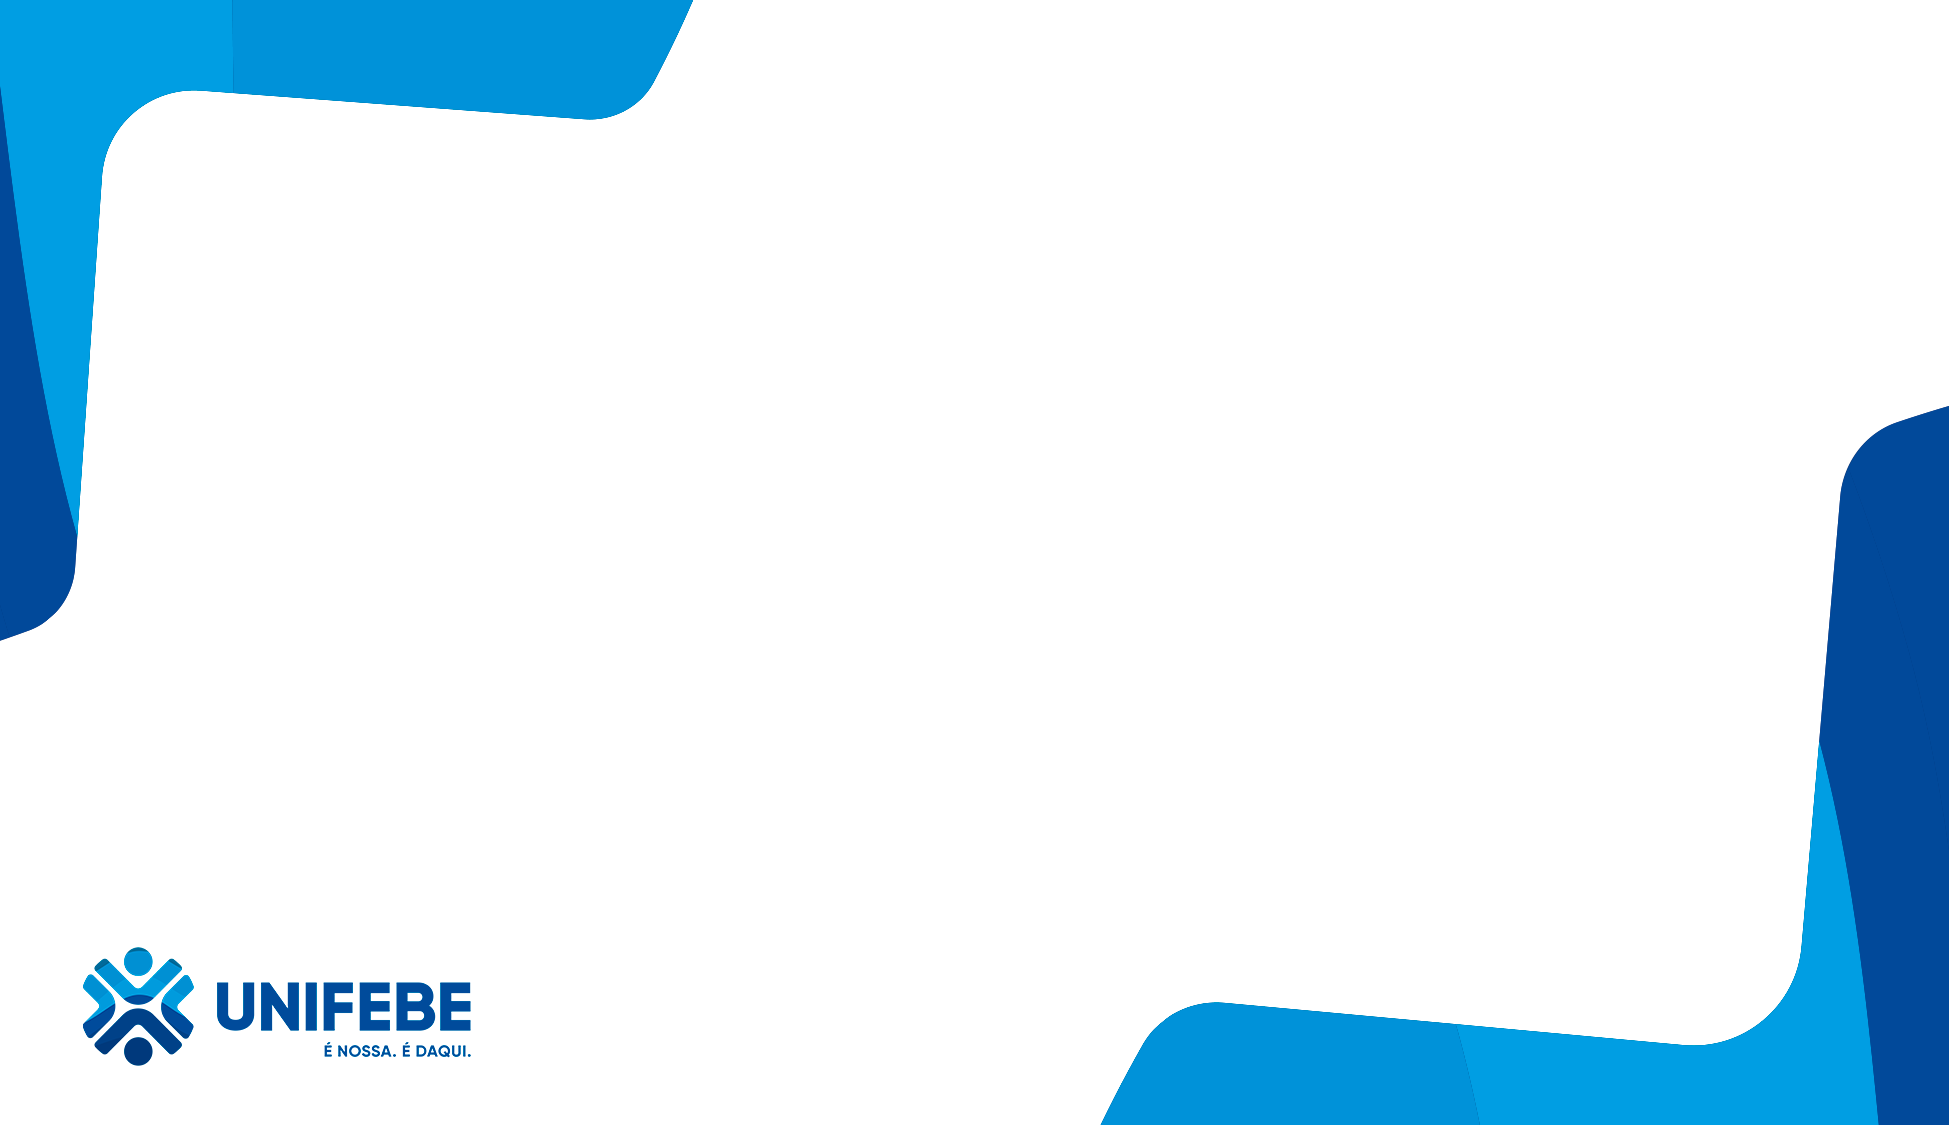 UNIFEBE
É NOSSA. É DAQUI.